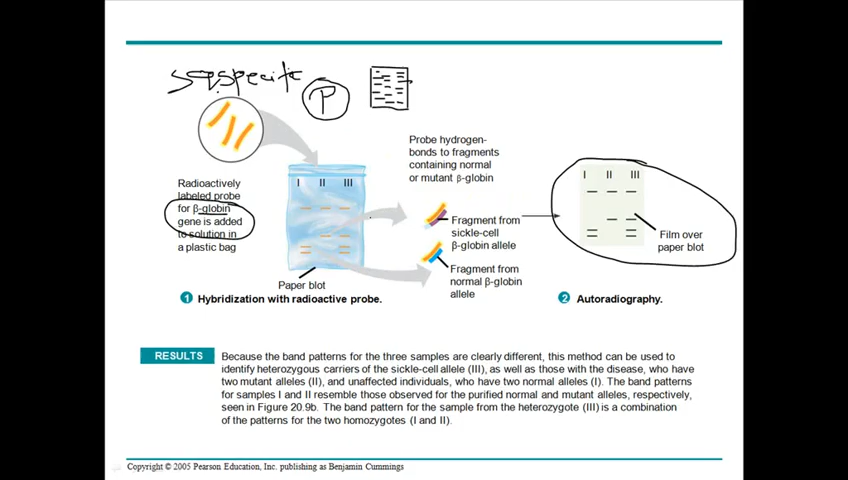 sqspecific
P
Radioactively
labeled probe
for β-globin
gene is added
to solution in
a plastic bag
I II III
Paper blot
Probe hydrogen-
bonds to fragments
containing normal
or mutant β-globin
Fragment from
sickle-cell
β-globin allele
Fragment from
normal β-globin
allele
I II III
Film over
paper blot
1 Hybridization with radioactive probe.
2 Autoradiography.
RESULTS
Because the band patterns for the three samples are clearly different, this method can be used to
identify heterozygous carriers of the sickle-cell allele (III), as well as those with the disease, who have
two mutant alleles (II), and unaffected individuals, who have two normal alleles (I). The band patterns
for samples I and II resemble those observed for the purified normal and mutant alleles, respectively,
seen in Figure 20.9b. The band pattern for the sample from the heterozygote (III) is a combination
of the patterns for the two homozygotes (I and II).
Copyright © 2005 Pearson Education, Inc. publishing as Benjamin Cummings